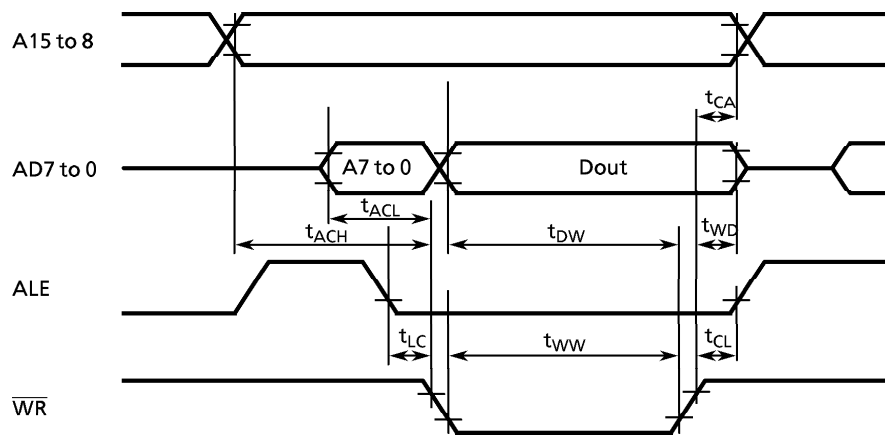 A15 to 8
tCA
AD7 to 0
A7 to 0
Dout
tACL
tACH
tDW
tWD
ALE
tLC
tWW
tCL
W̅R̅